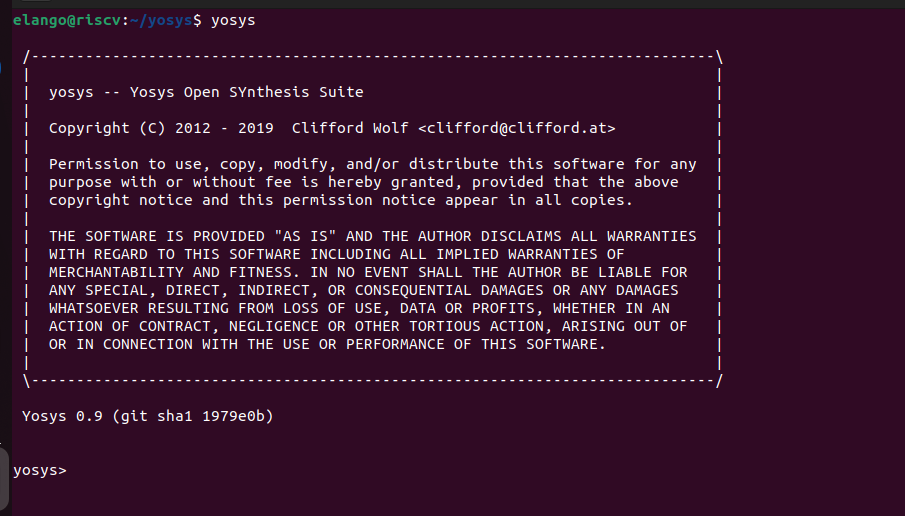 elango@riscv:~/yosys$ yosys
/----------------------------------------------------------------------------\
|                                                                            |
|  yosys -- Yosys Open SYnthesis Suite                                       |
|                                                                            |
|  Copyright (C) 2012 - 2019  Clifford Wolf <clifford@clifford.at>           |
|                                                                            |
|  Permission to use, copy, modify, and/or distribute this software for any  |
|  purpose with or without fee is hereby granted, provided that the above    |
|  copyright notice and this permission notice appear in all copies.         |
|                                                                            |
|  THE SOFTWARE IS PROVIDED "AS IS" AND THE AUTHOR DISCLAIMS ALL WARRANTIES  |
|  WITH REGARD TO THIS SOFTWARE INCLUDING ALL IMPLIED WARRANTIES OF          |
|  MERCHANTABILITY AND FITNESS. IN NO EVENT SHALL THE AUTHOR BE LIABLE FOR   |
|  ANY SPECIAL, DIRECT, INDIRECT, OR CONSEQUENTIAL DAMAGES OR ANY DAMAGES    |
|  WHATSOEVER RESULTING FROM LOSS OF USE, DATA OR PROFITS, WHETHER IN AN     |
|  ACTION OF CONTRACT, NEGLIGENCE OR OTHER TORTIOUS ACTION, ARISING OUT OF   |
|  OR IN CONNECTION WITH THE USE OR PERFORMANCE OF THIS SOFTWARE.            |
|                                                                            |
\----------------------------------------------------------------------------/
Yosys 0.9 (git sha1 1979e0b)
yosys>